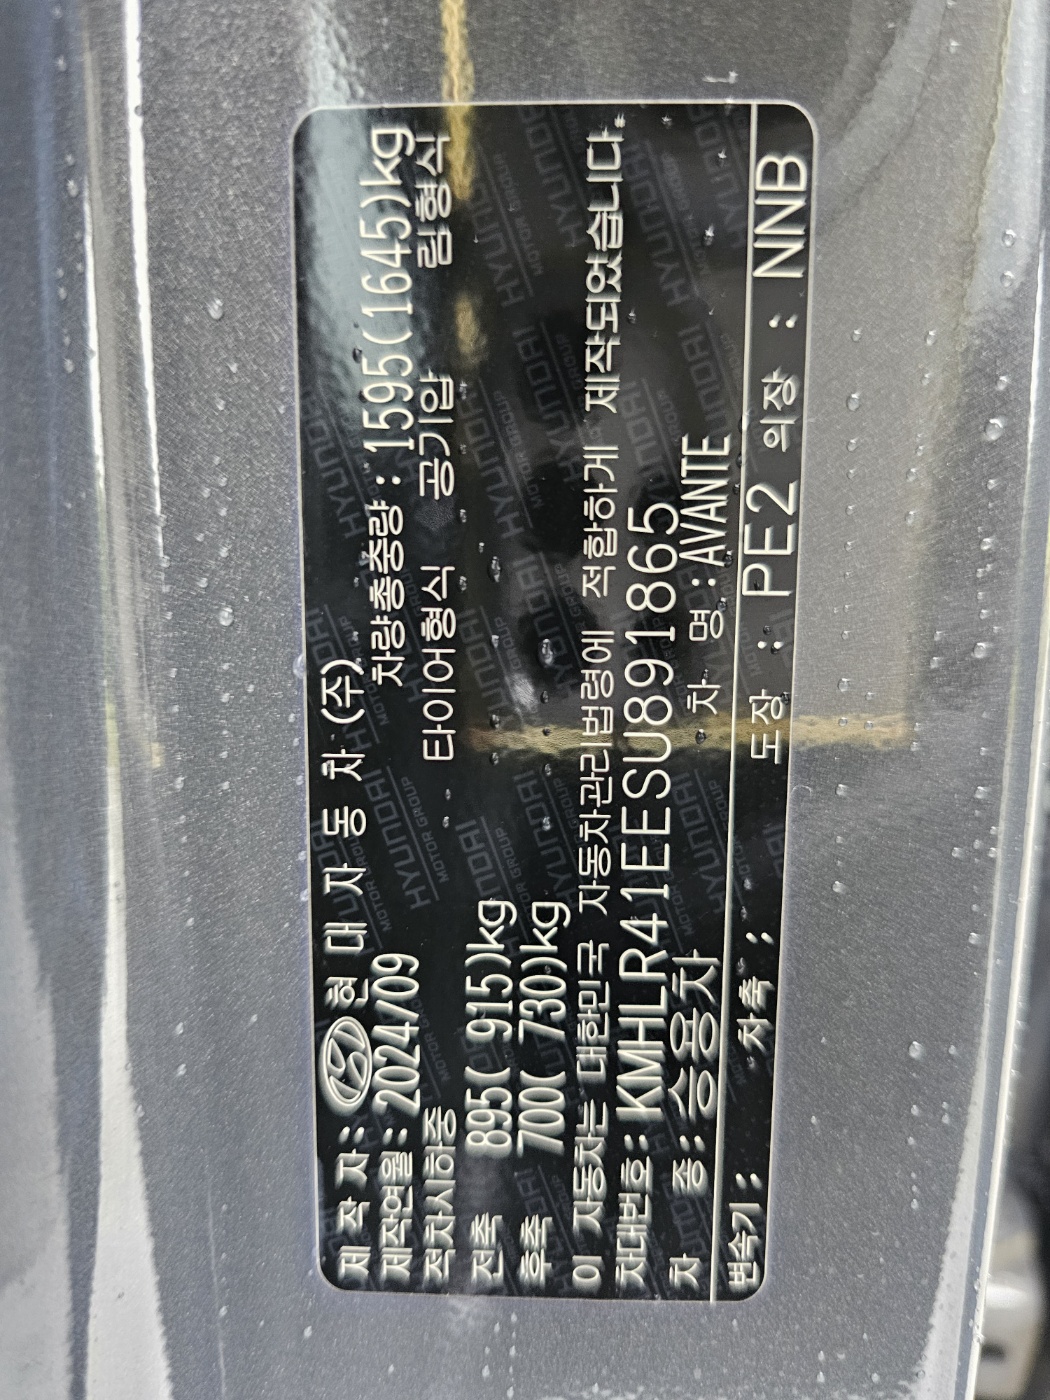 제 작 자 : 현 대 자 동 차 (주)
제작연월 : 2024/09 차량총중량 : 1595(1645)kg
적차시하중 타이어형식 공기압 림형식
전축 895( 915)kg
후축 700( 730)kg
이 자동차는 대한민국 자동차관리법령에 적합하게 제작되었습니다.
차대번호 : KMHLR41EESU891865
차 종 : 승용차 차 명 : AVANTE
변속기 : 차축 : 도장 : PE2 의장 : NNB